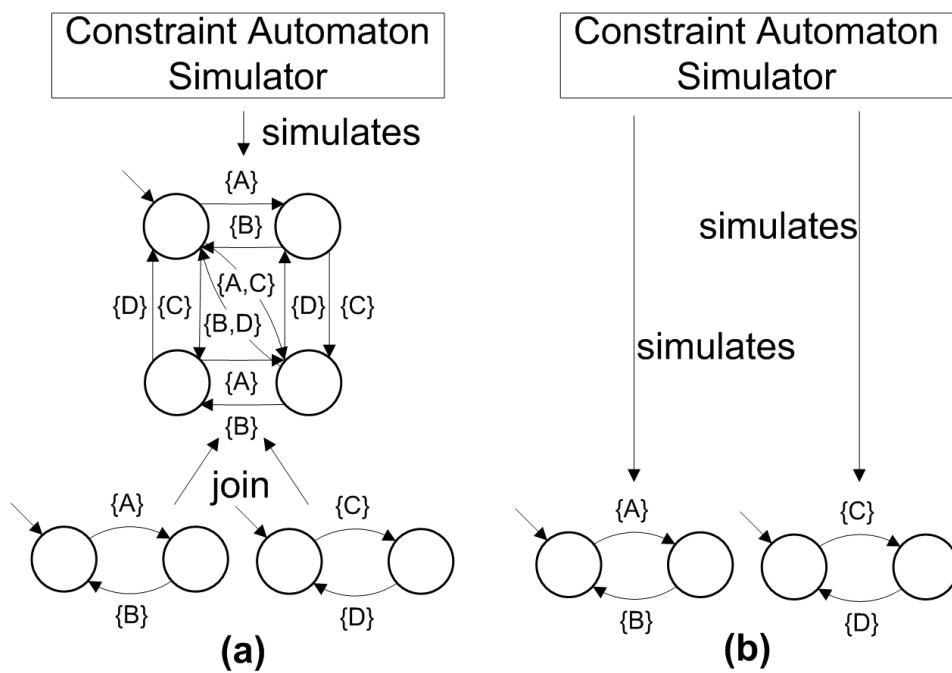 Constraint Automaton
Simulator
simulates
{A}
{B}
{A,C}
{D}
{C}
{D}
{C}
{B,D}
{A}
{B}
join
{A}
{C}
{B}
{D}
(a)
Constraint Automaton
Simulator
simulates
simulates
{A}
{C}
{B}
{D}
(b)